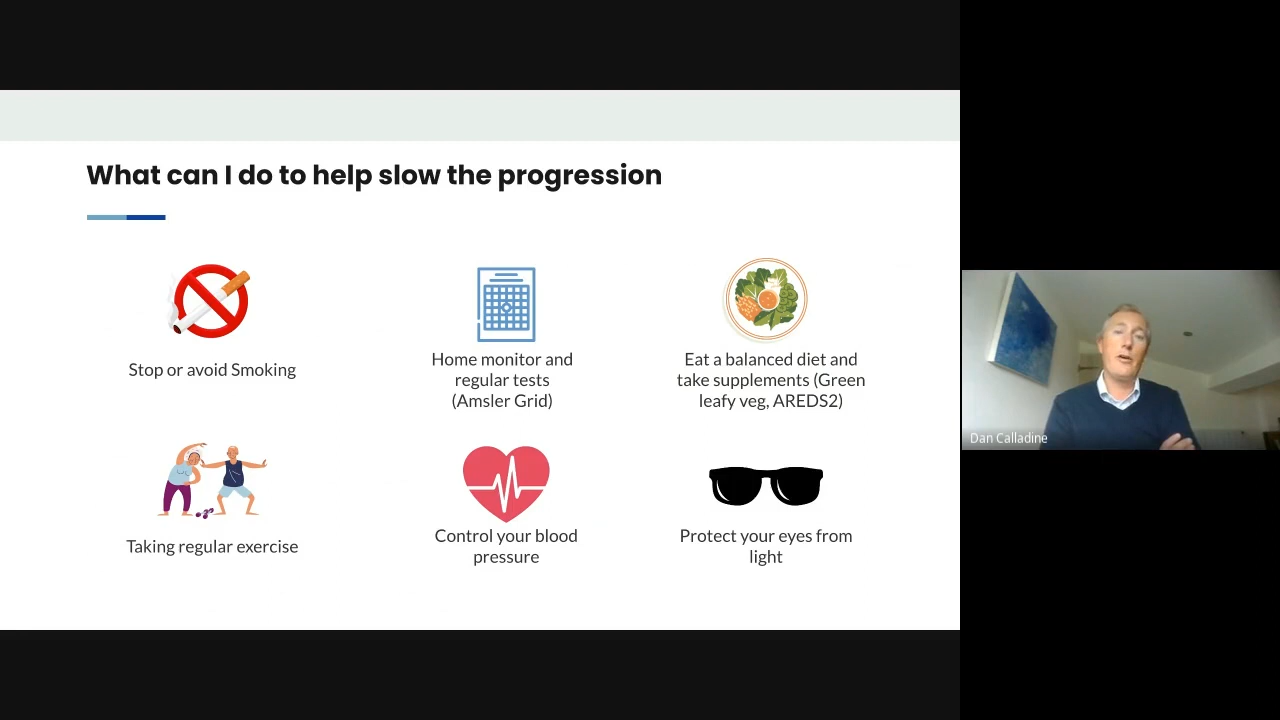 What can I do to help slow the progression
Stop or avoid Smoking
Home monitor and
regular tests
(Amsler Grid)
Eat a balanced diet and
take supplements (Green
leafy veg, AREDS2)
Taking regular exercise
Control your blood
pressure
Protect your eyes from
light
Dan Calladine